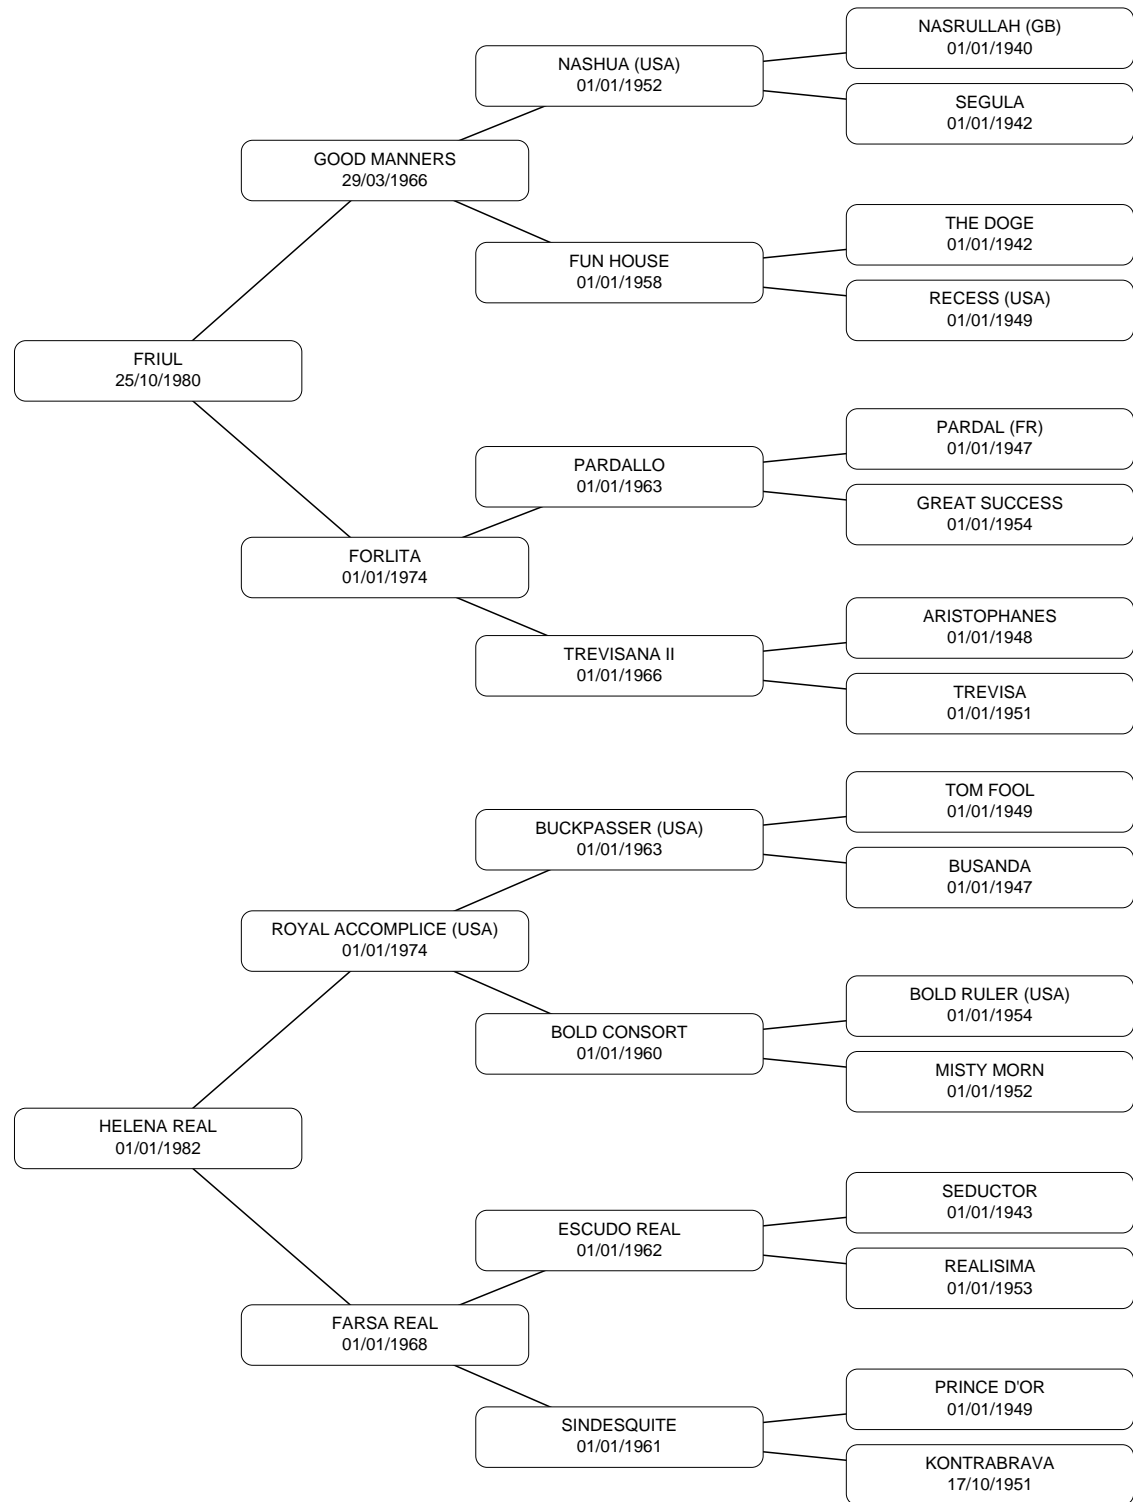 NASRULLAH (GB)
01/01/1940
NASHUA (USA)
01/01/1952
SEGULA
01/01/1942
GOOD MANNERS
29/03/1966
THE DOGE
01/01/1942
FUN HOUSE
01/01/1958
RECESS (USA)
01/01/1949
FRIUL
25/10/1980
PARDAL (FR)
01/01/1947
PARDALLO
01/01/1963
GREAT SUCCESS
01/01/1954
FORLITA
01/01/1974
ARISTOPHANES
01/01/1948
TREVISANA II
01/01/1966
TREVISA
01/01/1951
TOM FOOL
01/01/1949
BUCKPASSER (USA)
01/01/1963
BUSANDA
01/01/1947
ROYAL ACCOMPLICE (USA)
01/01/1974
BOLD RULER (USA)
01/01/1954
BOLD CONSORT
01/01/1960
MISTY MORN
01/01/1952
HELENA REAL
01/01/1982
SEDUCTOR
01/01/1943
ESCUDO REAL
01/01/1962
REALISIMA
01/01/1953
FARSA REAL
01/01/1968
PRINCE D'OR
01/01/1949
SINDESQUITE
01/01/1961
KONTRABRAVA
17/10/1951